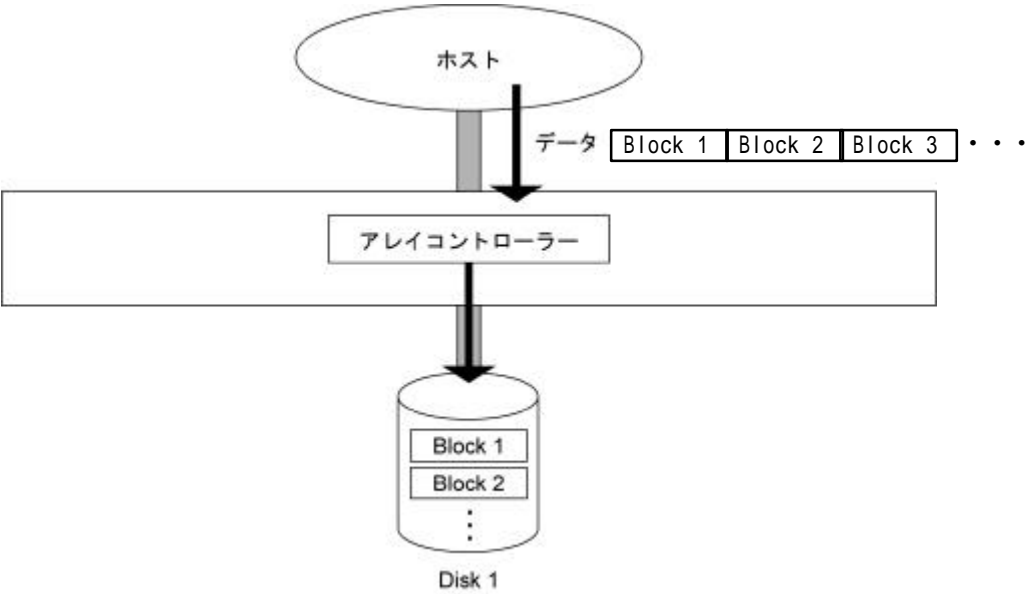 ホスト
データ Block 1 Block 2 Block 3 ・・・
アレイコントローラー
Block 1
Block 2
Disk 1